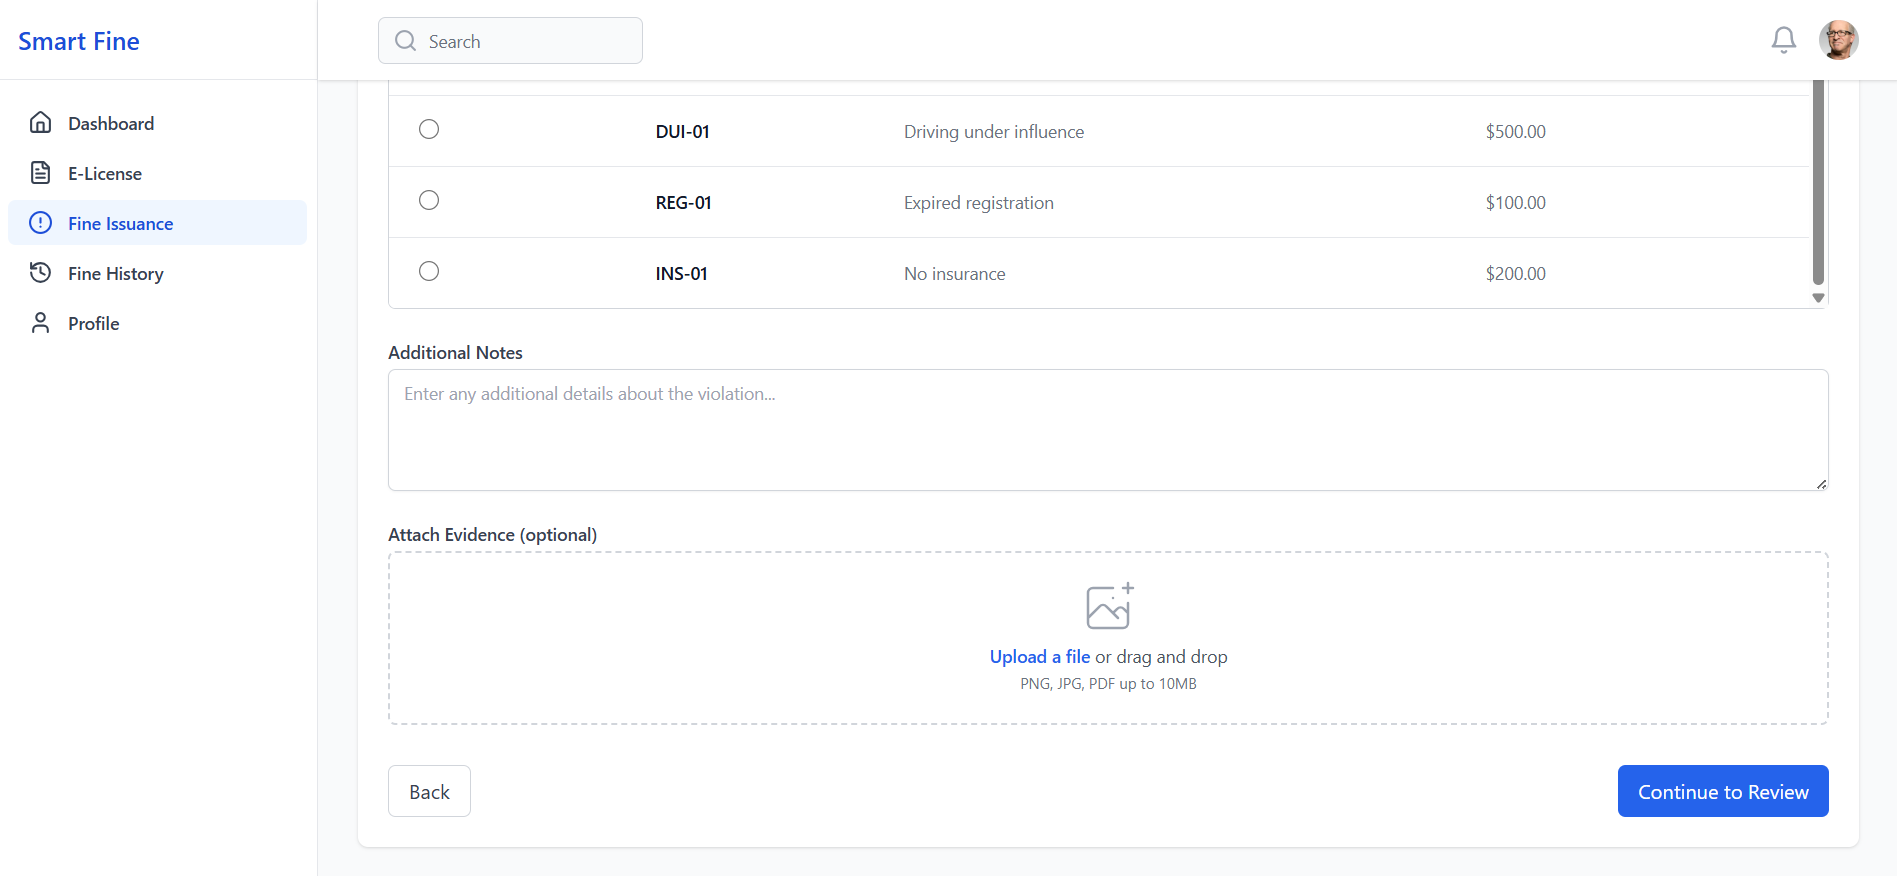 Smart Fine
Search
Dashboard
E-License
Fine Issuance
Fine History
Profile
DUI-01 Driving under influence $500.00
REG-01 Expired registration $100.00
INS-01 No insurance $200.00
Additional Notes
Enter any additional details about the violation...
Attach Evidence (optional)
Upload a file or drag and drop
PNG, JPG, PDF up to 10MB
Back
Continue to Review